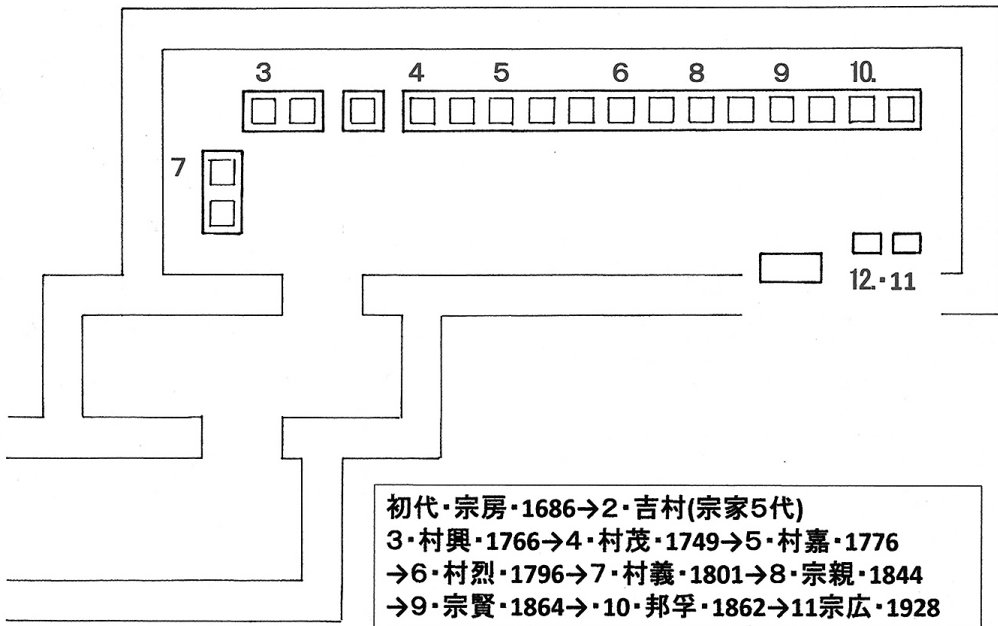 3 4 5 6 8 9 10.
7
12.・11
初代・宗房・1686→2・吉村(宗家5代)
3・村興・1766→4・村茂・1749→5・村嘉・1776
→6・村烈・1796→7・村義・1801→8・宗親・1844
→9・宗賢・1864→・10・邦孚・1862→11宗広・1928